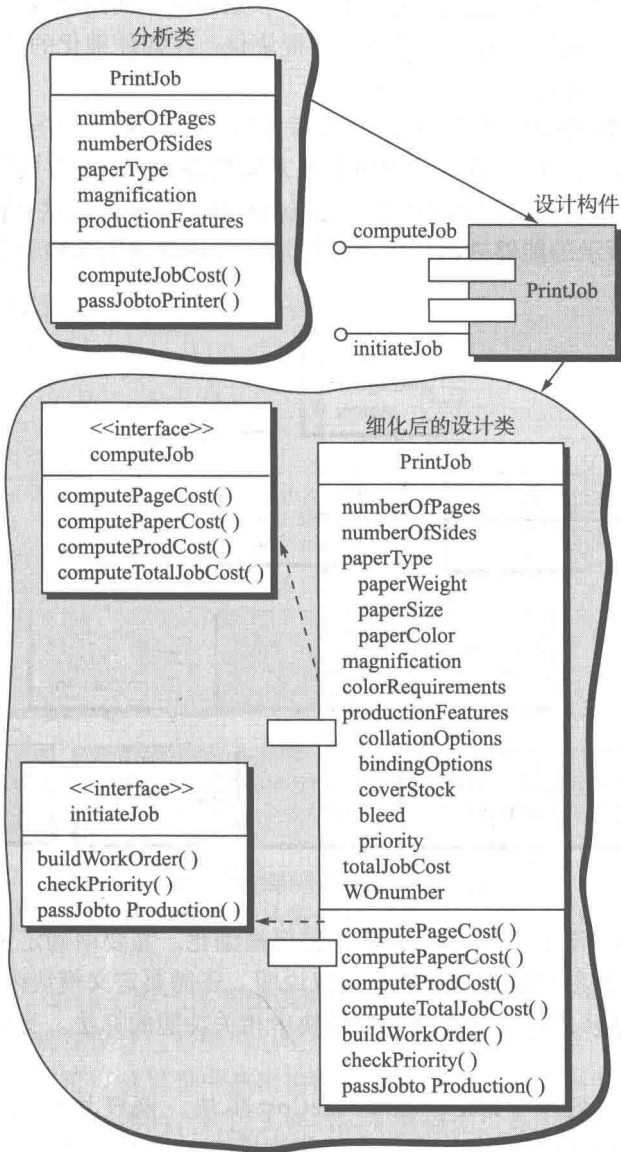 分析类
PrintJob
numberOfPages
numberOfSides
paperType
magnification
productionFeatures
computeJobCost( )
passJobtoPrinter( )
设计构件
computeJob
PrintJob
initiateJob
<<interface>>
computeJob
computePageCost( )
computePaperCost( )
computeProdCost( )
computeTotalJobCost( )
<<interface>>
initiateJob
buildWorkOrder( )
checkPriority( )
passJobto Production( )
细化后的设计类
PrintJob
numberOfPages
numberOfSides
paperType
paperWeight
paperSize
paperColor
magnification
colorRequirements
productionFeatures
collationOptions
bindingOptions
coverStock
bleed
priority
totalJobCost
WOnumber
computePageCost( )
computePaperCost( )
computeProdCost( )
computeTotalJobCost( )
buildWorkOrder( )
checkPriority( )
passJobto Production( )